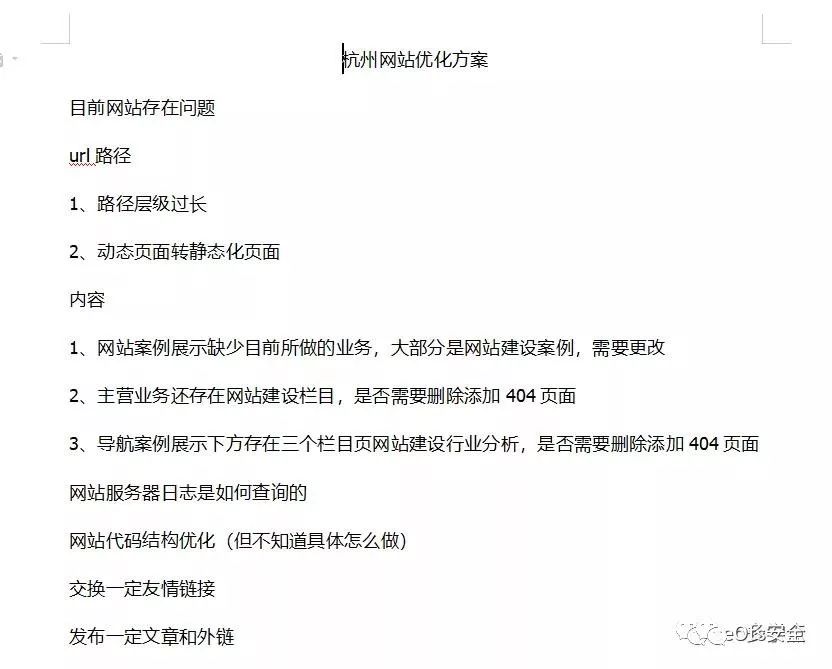 杭州网站优化方案
目前网站存在问题
url 路径
1、路径层级过长
2、动态页面转静态化页面
内容
1、网站案例展示缺少目前所做的业务，大部分是网站建设案例，需要更改
2、主营业务还存在网站建设栏目，是否需要删除添加 404 页面
3、导航案例展示下方存在三个栏目页网站建设行业分析，是否需要删除添加 404 页面
网站服务器日志是如何查询的
网站代码结构优化（但不知道具体怎么做）
交换一定友情链接
发布一定文章和外链